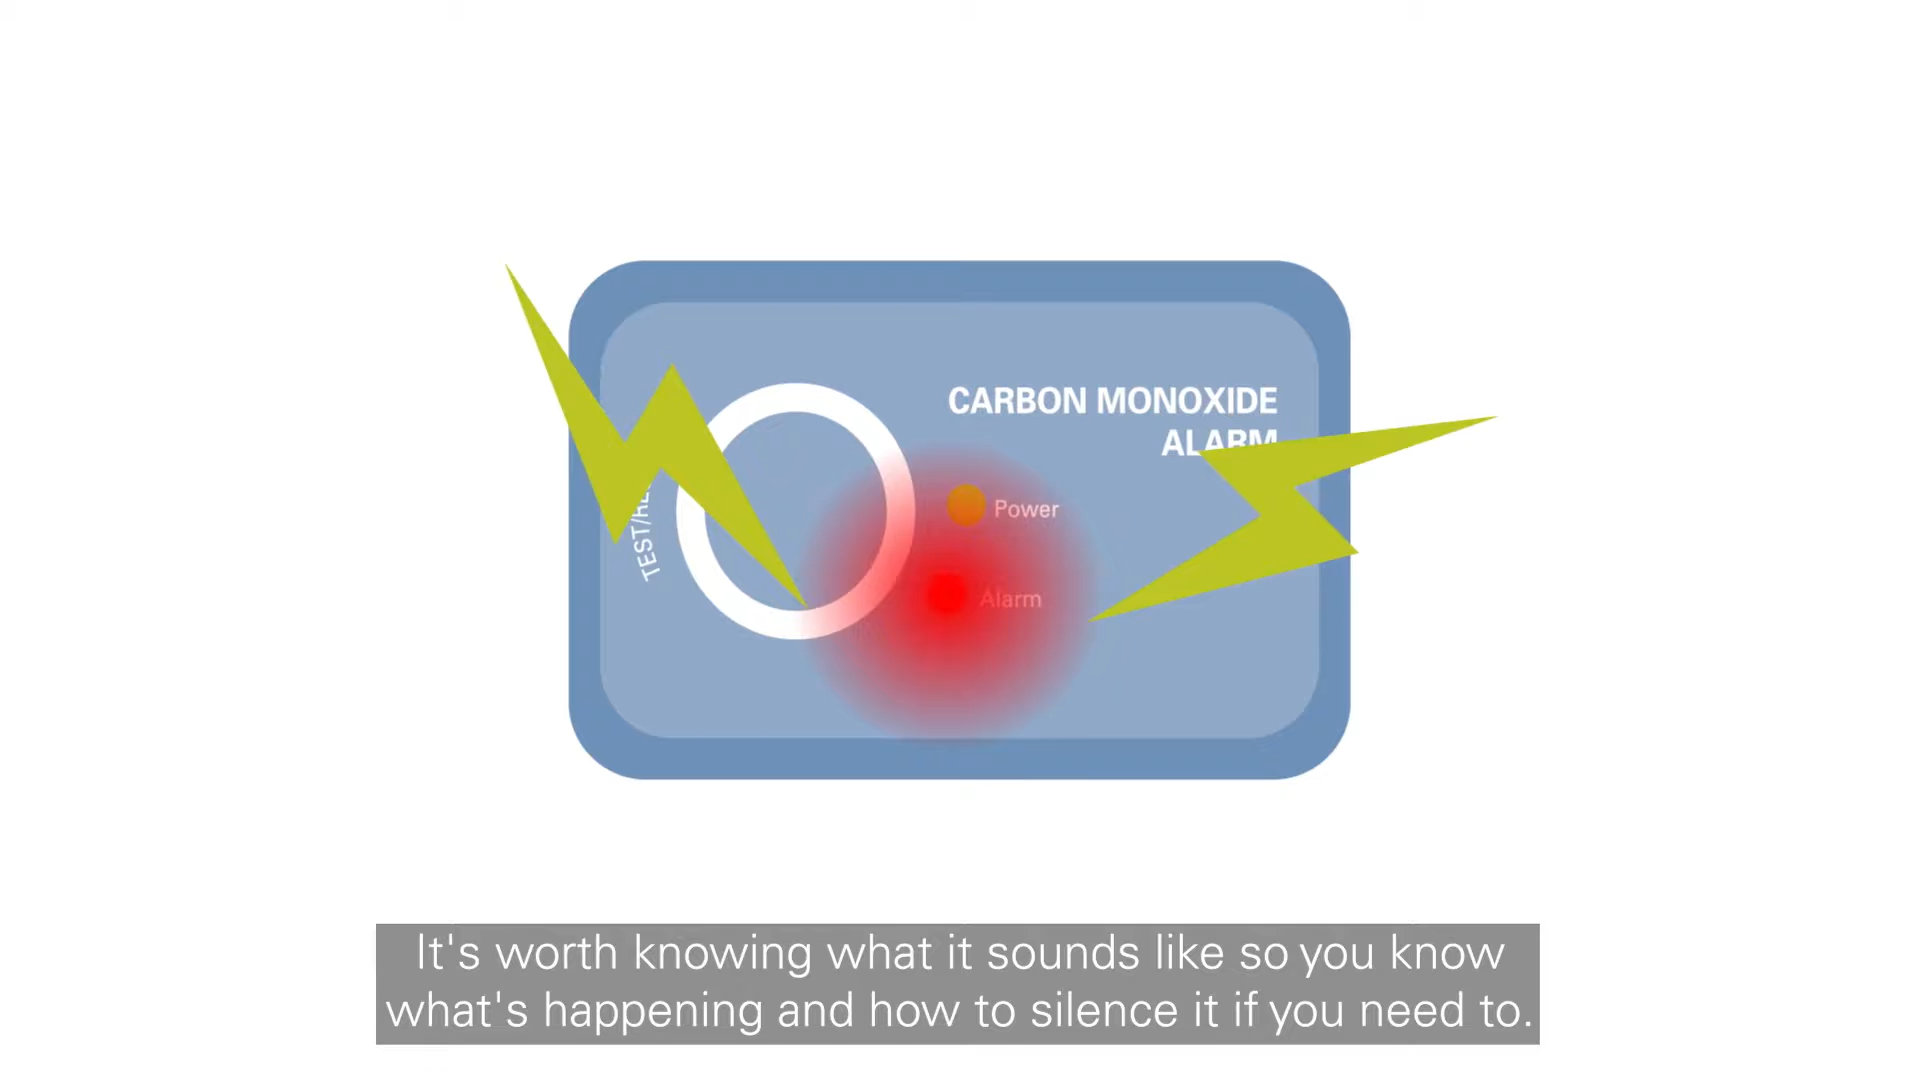 CARBON MONOXIDE
ALARM
Power
Alarm
It's worth knowing what it sounds like so you know
what's happening and how to silence it if you need to.